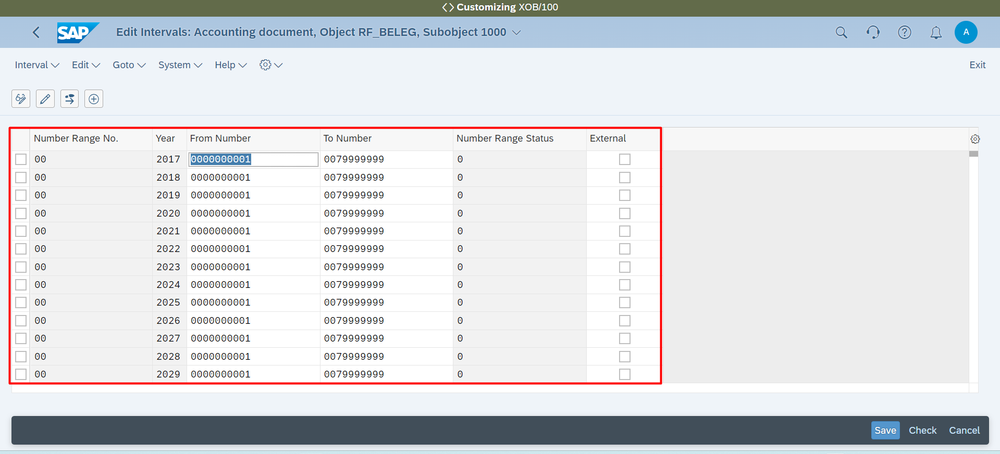 Customizing XOB/100
SAP Edit Intervals: Accounting document, Object RF_BELEG, Subobject 1000 A
Interval Edit Goto System Help Exit
Number Range No. Year From Number To Number Number Range Status External
00 2017 0000000001 0079999999 0
00 2018 0000000001 0079999999 0
00 2019 0000000001 0079999999 0
00 2020 0000000001 0079999999 0
00 2021 0000000001 0079999999 0
00 2022 0000000001 0079999999 0
00 2023 0000000001 0079999999 0
00 2024 0000000001 0079999999 0
00 2025 0000000001 0079999999 0
00 2026 0000000001 0079999999 0
00 2027 0000000001 0079999999 0
00 2028 0000000001 0079999999 0
00 2029 0000000001 0079999999 0
Save Check Cancel